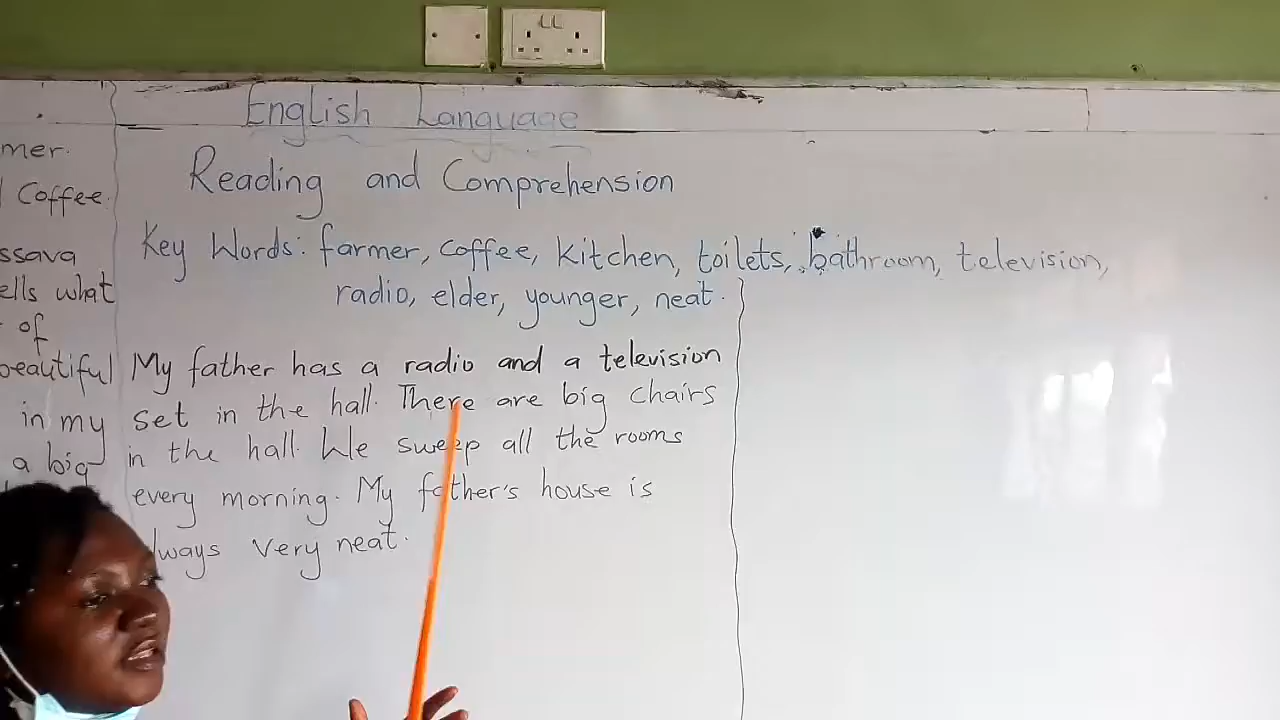 English Language
Reading and Comprehension
Key Words: farmer, coffee, kitchen, toilets, bathroom, television,
radio, elder, younger, neat.
mer.
Coffee.
ssava
ells what
of
beautiful
in my
a big
My father has a radio and a television
set in the hall. There are big chairs
in the hall. We sweep all the rooms
every morning. My father's house is
lways very neat.